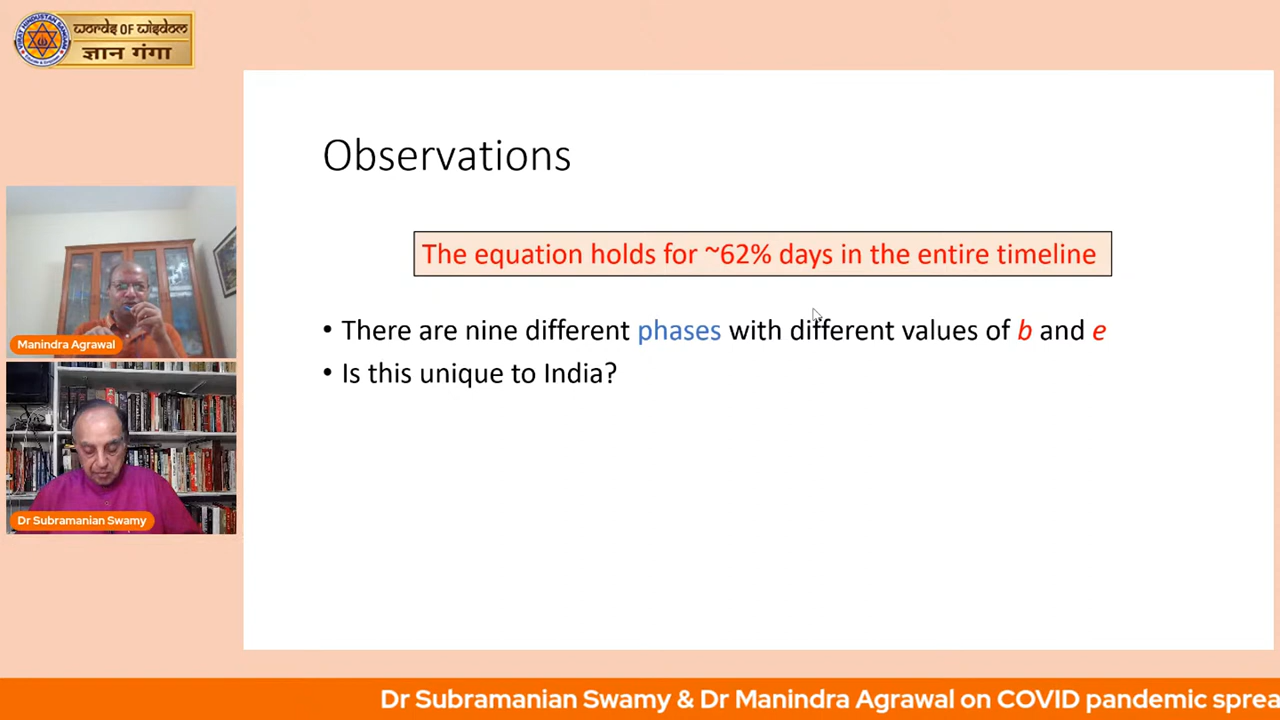 WORDS OF WISDOM
ज्ञान गंगा
Observations
The equation holds for ~62% days in the entire timeline
• There are nine different phases with different values of b and e
• Is this unique to India?
Manindra Agrawal
Dr Subramanian Swamy
Dr Subramanian Swamy & Dr Manindra Agrawal on COVID pandemic sprea